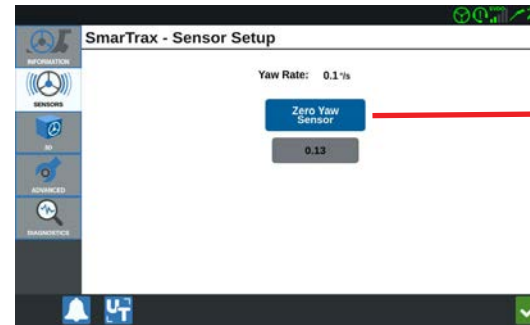 SmarTrax - Sensor Setup
INFORMATION
SENSORS
3D
ADVANCED
DIAGNOSTICS
Yaw Rate: 0.1 °/s
Zero Yaw
Sensor
0.13
UT